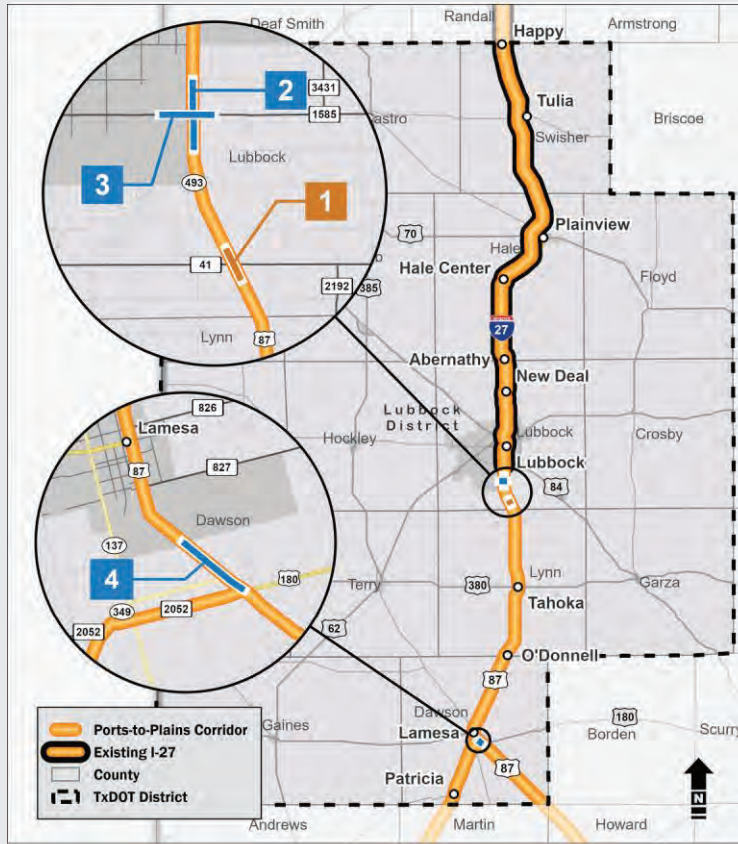 Deaf Smith
Randall
Armstrong
Happy
Tulia
Swisher
Briscoe
2
3431
1585
3
Lubbock
493
1
41
2192
385
Lynn
87
70
Plainview
Hale
Hale Center
Floyd
27
Abernathy
New Deal
Lubbock
District
Hockley
Lubbock
Crosby
Lubbock
84
826
Lamesa
87
827
Dawson
137
4
180
349
2052
2052
Terry
380
Lynn
Tahoka
Garza
62
O'Donnell
87
Gaines
Dawson
Lamesa
180
Borden
Scurry
87
Patricia
Ports-to-Plains Corridor
Existing I-27
County
TxDOT District
N
Andrews
Martin
Howard